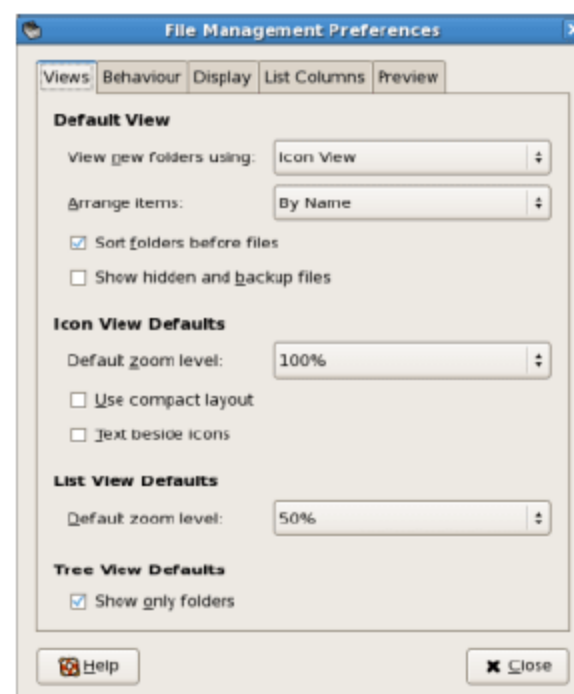 File Management Preferences
Views Behaviour Display List Columns Preview
Default View
View new folders using: Icon View
Arrange items: By Name
Sort folders before files
Show hidden and backup files
Icon View Defaults
Default zoom level: 100%
Use compact layout
Text beside icons
List View Defaults
Default zoom level: 50%
Tree View Defaults
Show only folders
Help Close